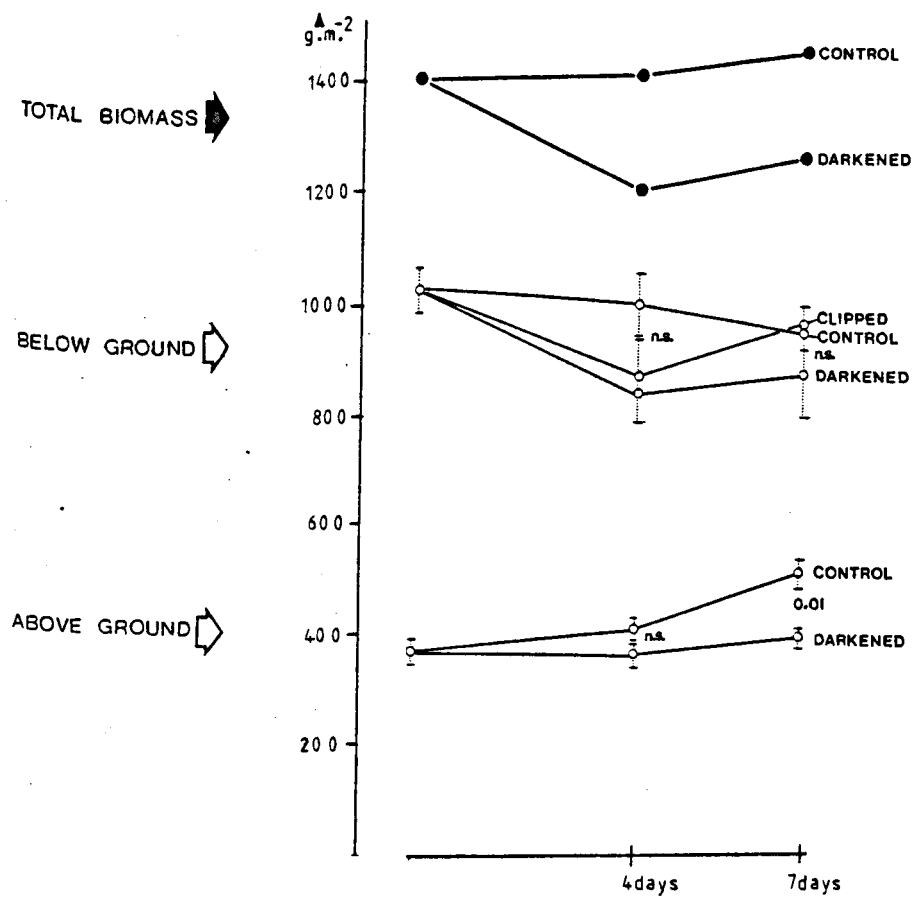 g.m.-2
1400
CONTROL
TOTAL BIOMASS
DARKENED
1200
1000
CLIPPED
n.s.
CONTROL
BELOW GROUND
n.s.
DARKENED
800
600
CONTROL
0.01
ABOVE GROUND
400
n.s.
DARKENED
200
4days
7days